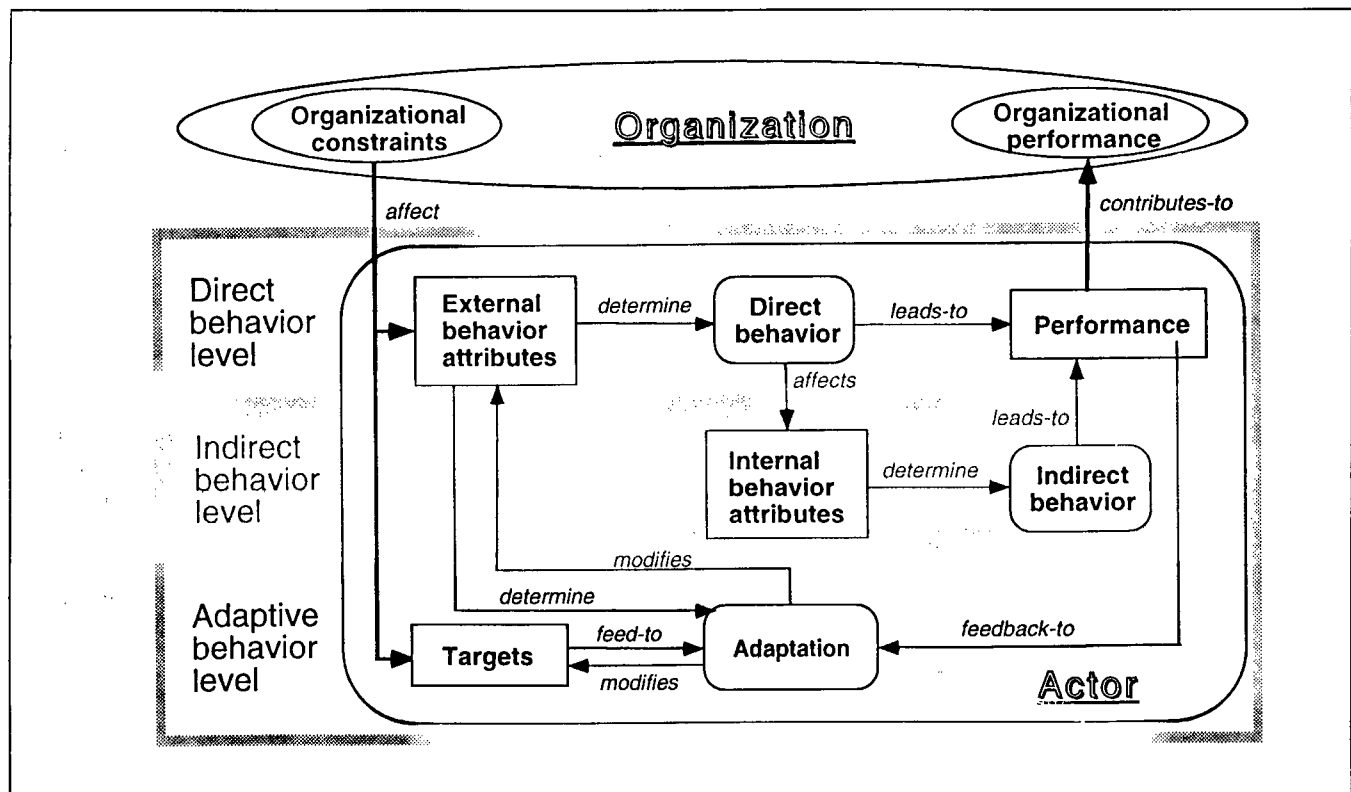 Organizational
constraints
Organization
Organizational
performance
affect
contributes-to
Direct
behavior
level
External
behavior
attributes
determine
Direct
behavior
leads-to
Performance
affects
Indirect
behavior
level
Internal
behavior
attributes
determine
leads-to
Indirect
behavior
modifies
determine
Adaptive
behavior
level
Targets
feed-to
modifies
Adaptation
feedback-to
Actor